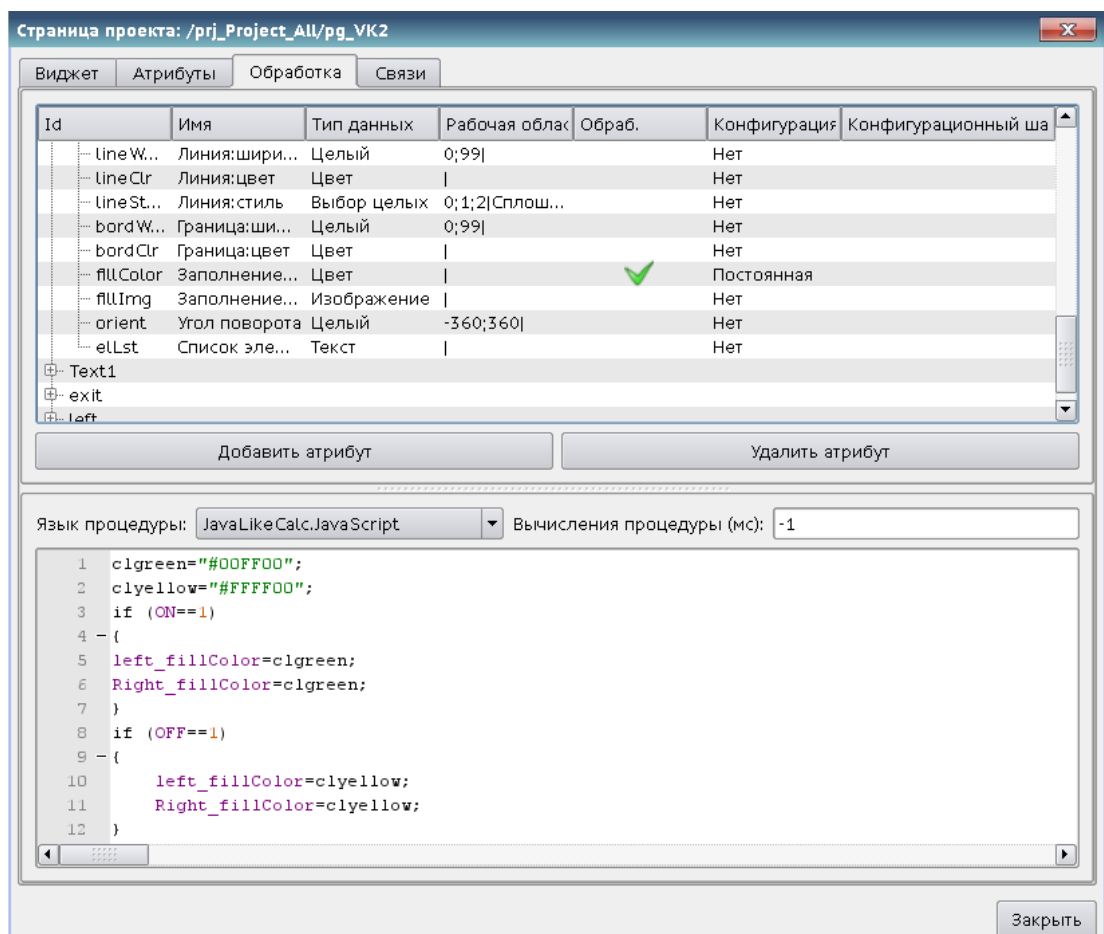 Страница проекта: /prj_Project_All/pg_VK2
Виджет Атрибуты Обработка Связи
Id Имя Тип данных Рабочая облас Обраб. Конфигурация Конфигурационный ша
lineW... Линия:шири... Целый 0;99| Нет
lineClr Линия:цвет Цвет | Нет
lineSt... Линия:стиль Выбор целых 0;1;2|Сплош... Нет
bordW... Граница:ши... Целый 0;99| Нет
bordClr Граница:цвет Цвет | Нет
fillColor Заполнение... Цвет | Постоянная
fillImg Заполнение... Изображение | Нет
orient Угол поворота Целый -360;360| Нет
elLst Список эле... Текст | Нет
Text1
exit
left
Добавить атрибут Удалить атрибут
Язык процедуры: JavaLikeCalc.JavaScript Вычисления процедуры (мс): -1
1 clgreen="#00FF00";
2 clyellow="#FFFF00";
3 if (ON==1)
4 {
5 left_fillColor=clgreen;
6 Right_fillColor=clgreen;
7 }
8 if (OFF==1)
9 {
10 left_fillColor=clyellow;
11 Right_fillColor=clyellow;
12 }
Закрыть